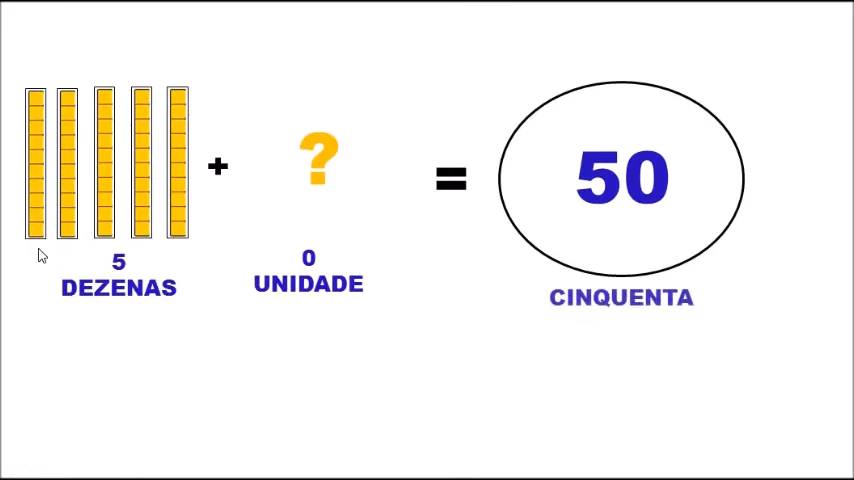 +
?
=
50
5
DEZENAS
0
UNIDADE
CINQUENTA